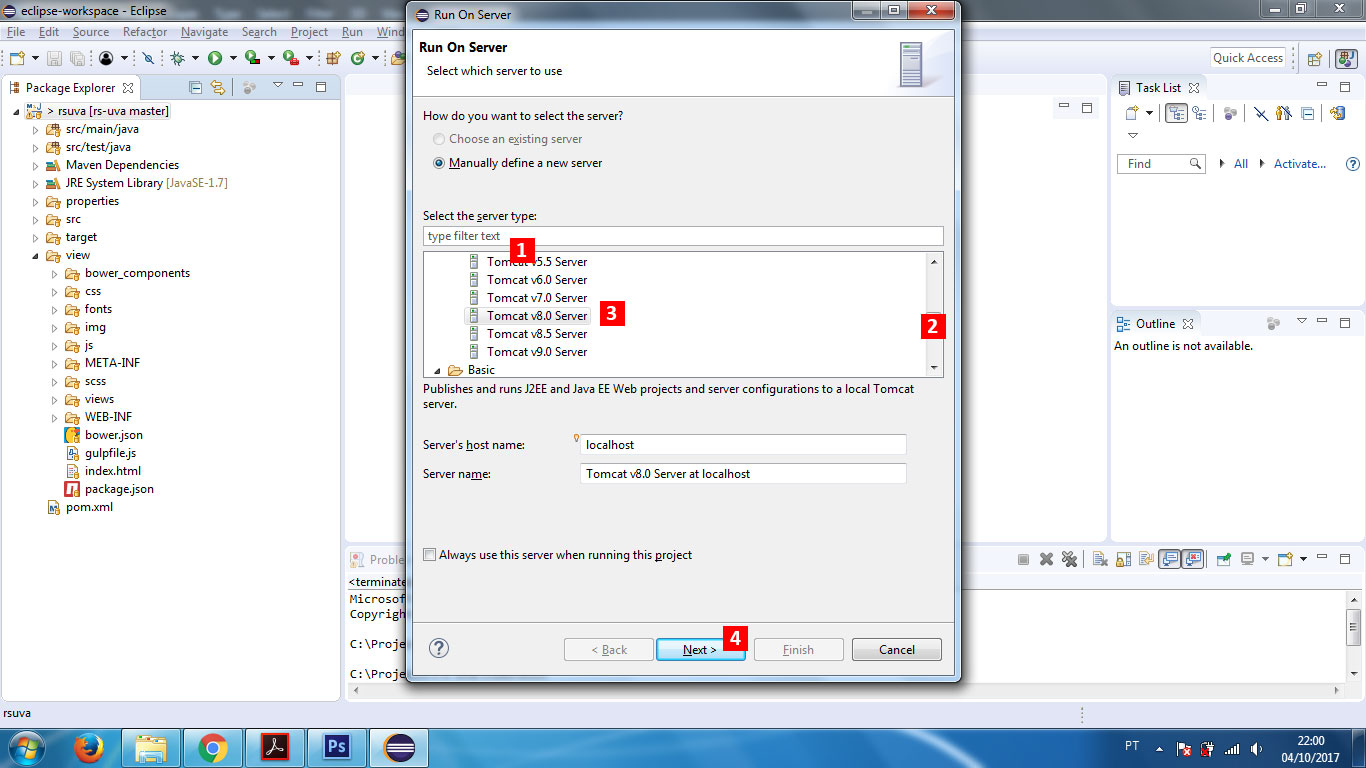 eclipse-workspace - Eclipse
File Edit Source Refactor Navigate Search Project Run
Quick Access
Package Explorer
> rsuva [rs-uva master]
src/main/java
src/test/java
Maven Dependencies
JRE System Library [JavaSE-1.7]
properties
src
target
view
bower_components
css
fonts
img
js
META-INF
scss
views
WEB-INF
bower.json
gulpfile.js
index.html
package.json
pom.xml
Run On Server
Run On Server
Select which server to use
How do you want to select the server?
Choose an existing server
Manually define a new server
Select the server type:
type filter text
1
Tomcat v5.5 Server
Tomcat v6.0 Server
Tomcat v7.0 Server
Tomcat v8.0 Server
3
2
Tomcat v8.5 Server
Tomcat v9.0 Server
Basic
Publishes and runs J2EE and Java EE Web projects and server configurations to a local Tomcat
server.
Server's host name: localhost
Server name: Tomcat v8.0 Server at localhost
Always use this server when running this project
4
< Back Next > Finish Cancel
Task List
Find All Activate...
Outline
An outline is not available.
<terminate
Microsof
Copyrigh
C:\Proje
C:\Proje
rsuva
Ps
PT
22:00
04/10/2017